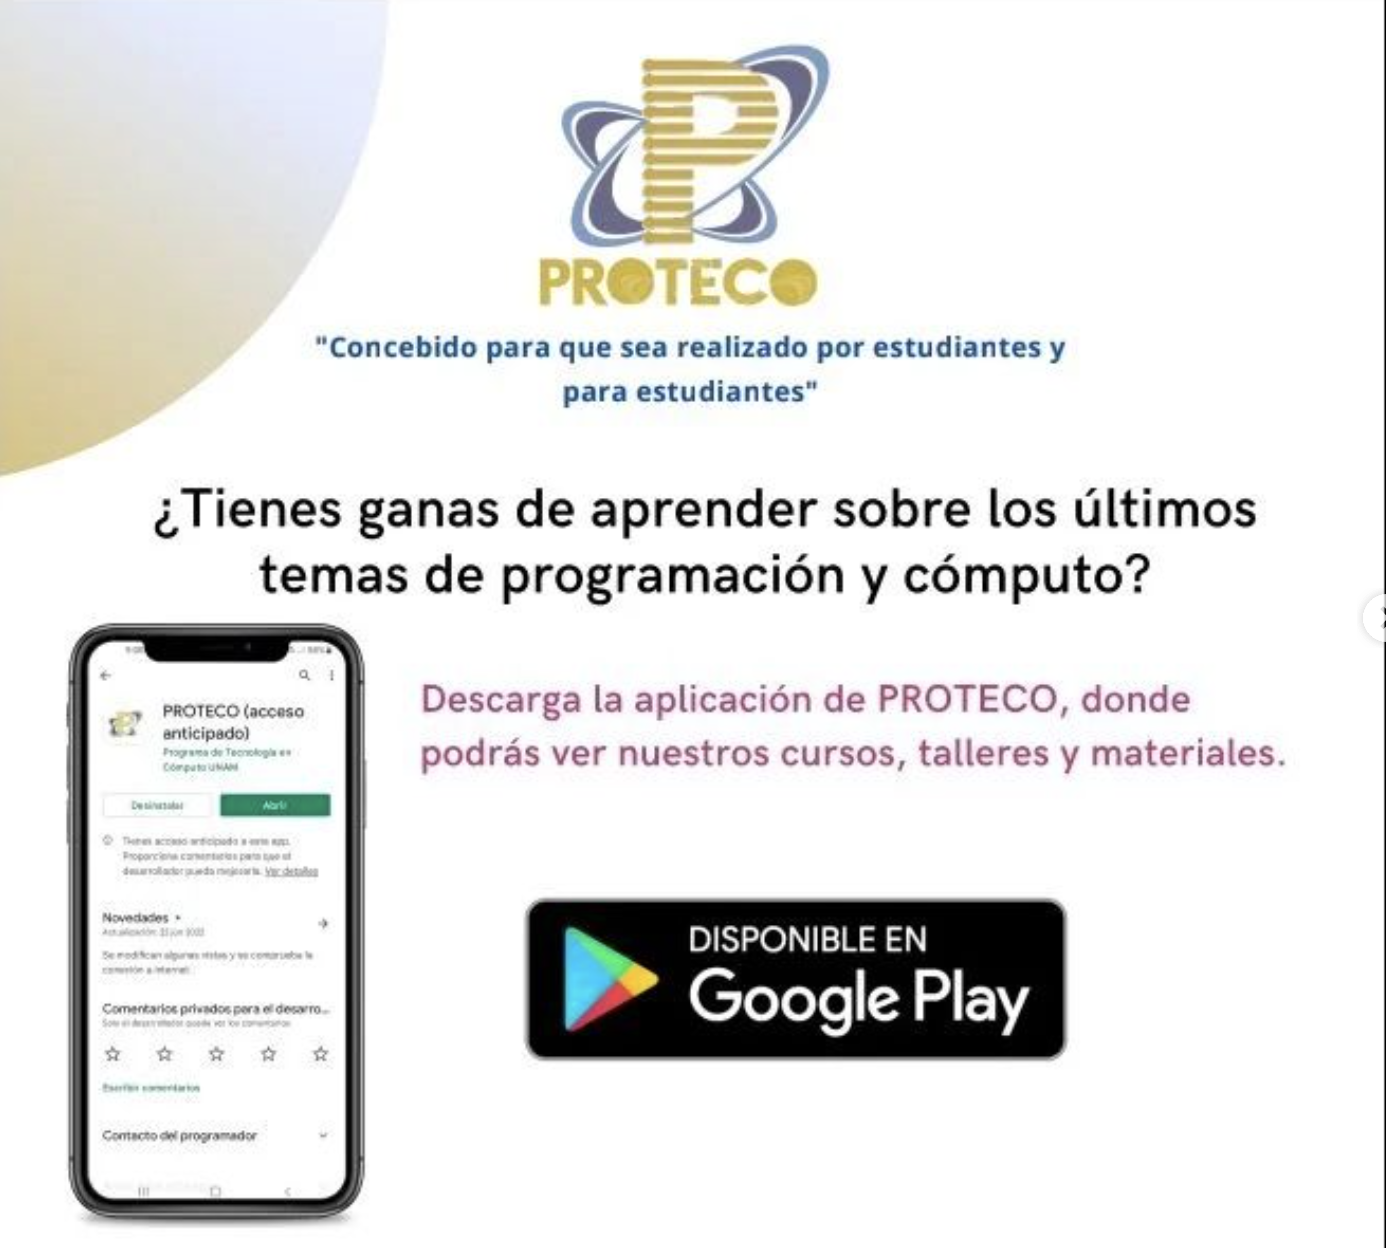 PROTECO
"Concebido para que sea realizado por estudiantes y
para estudiantes"
¿Tienes ganas de aprender sobre los últimos
temas de programación y cómputo?
PROTECO (acceso
anticipado)
Programa de Tecnología en
Cómputo UNAM
Desinstalar
Abrir
Tienes acceso anticipado a esta app.
Proporciona comentarios para que el
desarrollador pueda mejorarla. Ver detalles
Novedades •
Actualización: 22 jun 2022
Se modifican algunas vistas y se comprueba la
conexión a internet.
Comentarios privados para el desarro...
Solo el desarrollador puede ver los comentarios
Escribir comentarios
Contacto del programador
Descarga la aplicación de PROTECO, donde
podrás ver nuestros cursos, talleres y materiales.
DISPONIBLE EN
Google Play